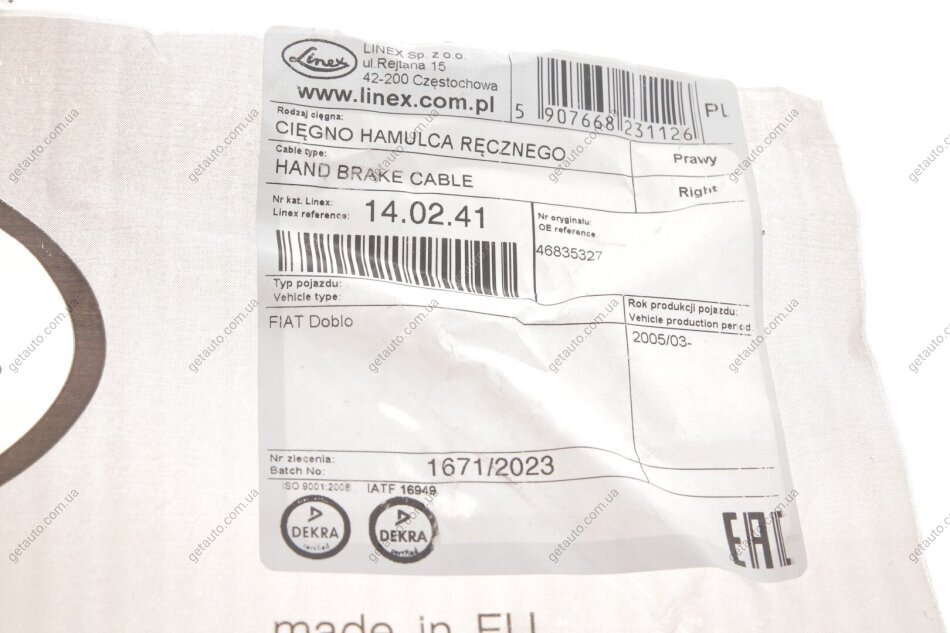 Linex
LINEX sp. z o.o.
ul.Rejtana 15
42-200 Częstochowa
www.linex.com.pl
5 907668 231126
PL
Rodzaj cięgna:
CIĘGNO HAMULCA RĘCZNEGO
Prawy
Cable type:
HAND BRAKE CABLE
Right
Nr kat. Linex:
Linex reference:
14.02.41
Nr oryginału:
OE reference
46835327
Typ pojazdu:
Vehicle type:
FIAT Doblo
Rok produkcji pojazdu:
Vehicle production period
2005/03-
Nr zlecenia:
Batch No:
1671/2023
ISO 9001:2008
IATF 16949
DEKRA
certified
DEKRA
certified
EAC
made in EU
getauto.com.ua